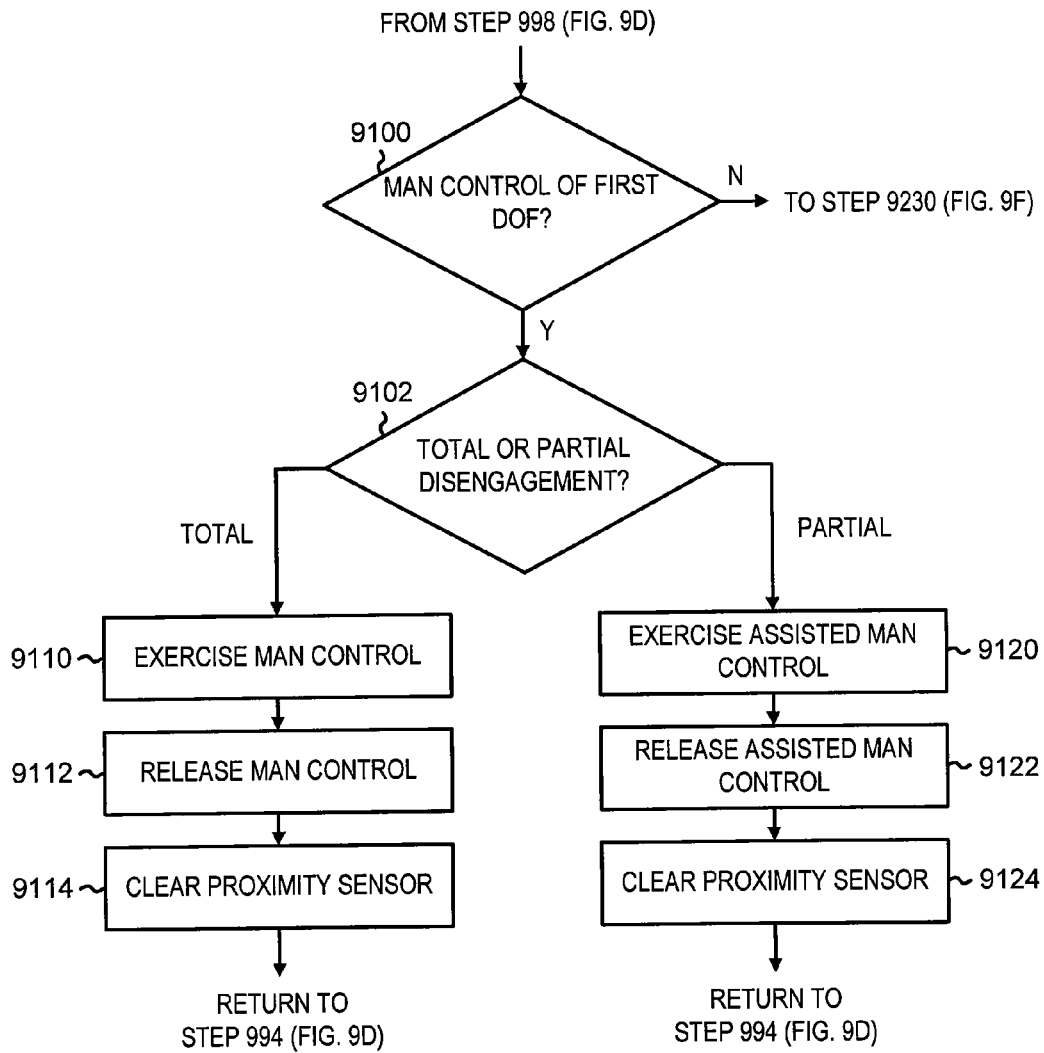 FROM STEP 998 (FIG. 9D)
9100
MAN CONTROL OF FIRST
DOF?
N
TO STEP 9230 (FIG. 9F)
Y
9102
TOTAL OR PARTIAL
DISENGAGEMENT?
TOTAL
PARTIAL
9110
EXERCISE MAN CONTROL
9112
RELEASE MAN CONTROL
9114
CLEAR PROXIMITY SENSOR
RETURN TO
STEP 994 (FIG. 9D)
EXERCISE ASSISTED MAN
CONTROL
9120
RELEASE ASSISTED MAN
CONTROL
9122
CLEAR PROXIMITY SENSOR
9124
RETURN TO
STEP 994 (FIG. 9D)